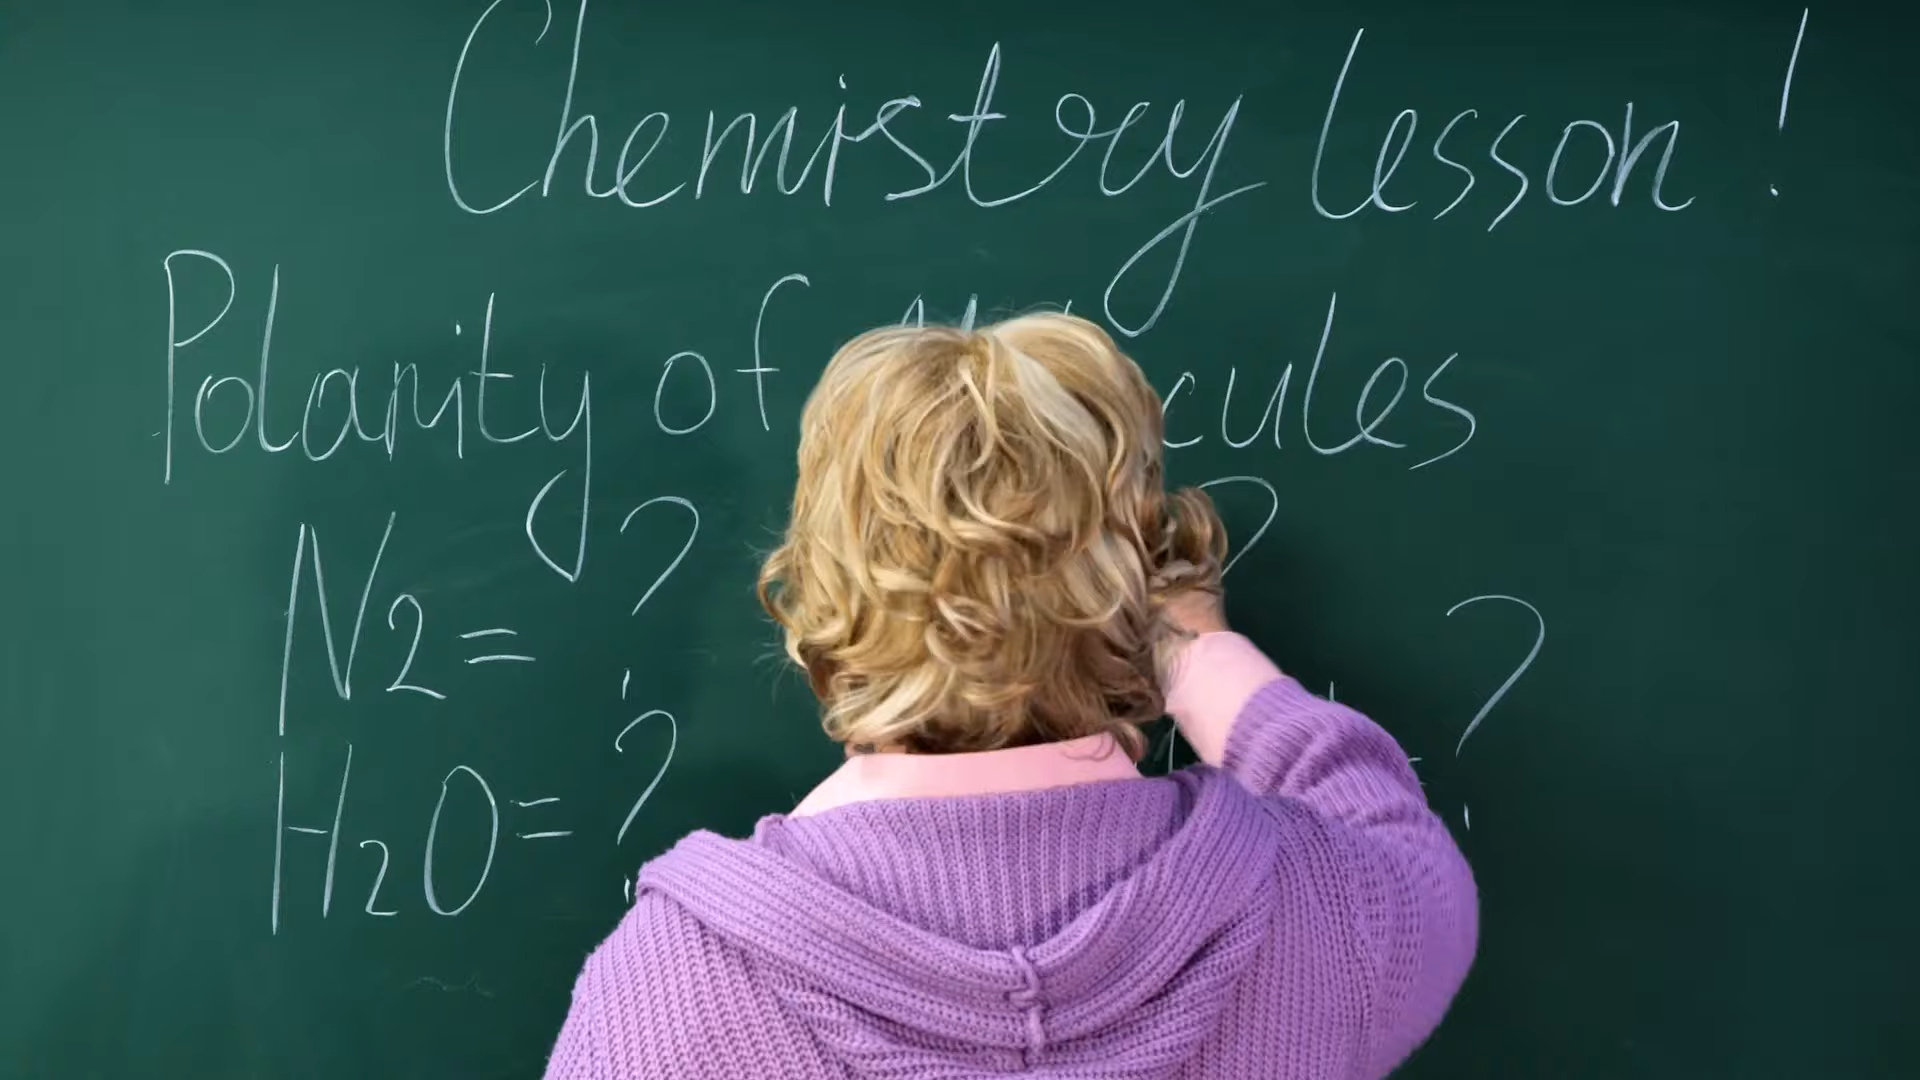 Chemistry lesson!
Polarity of cules
N2= ? ?
H2O= ? ?